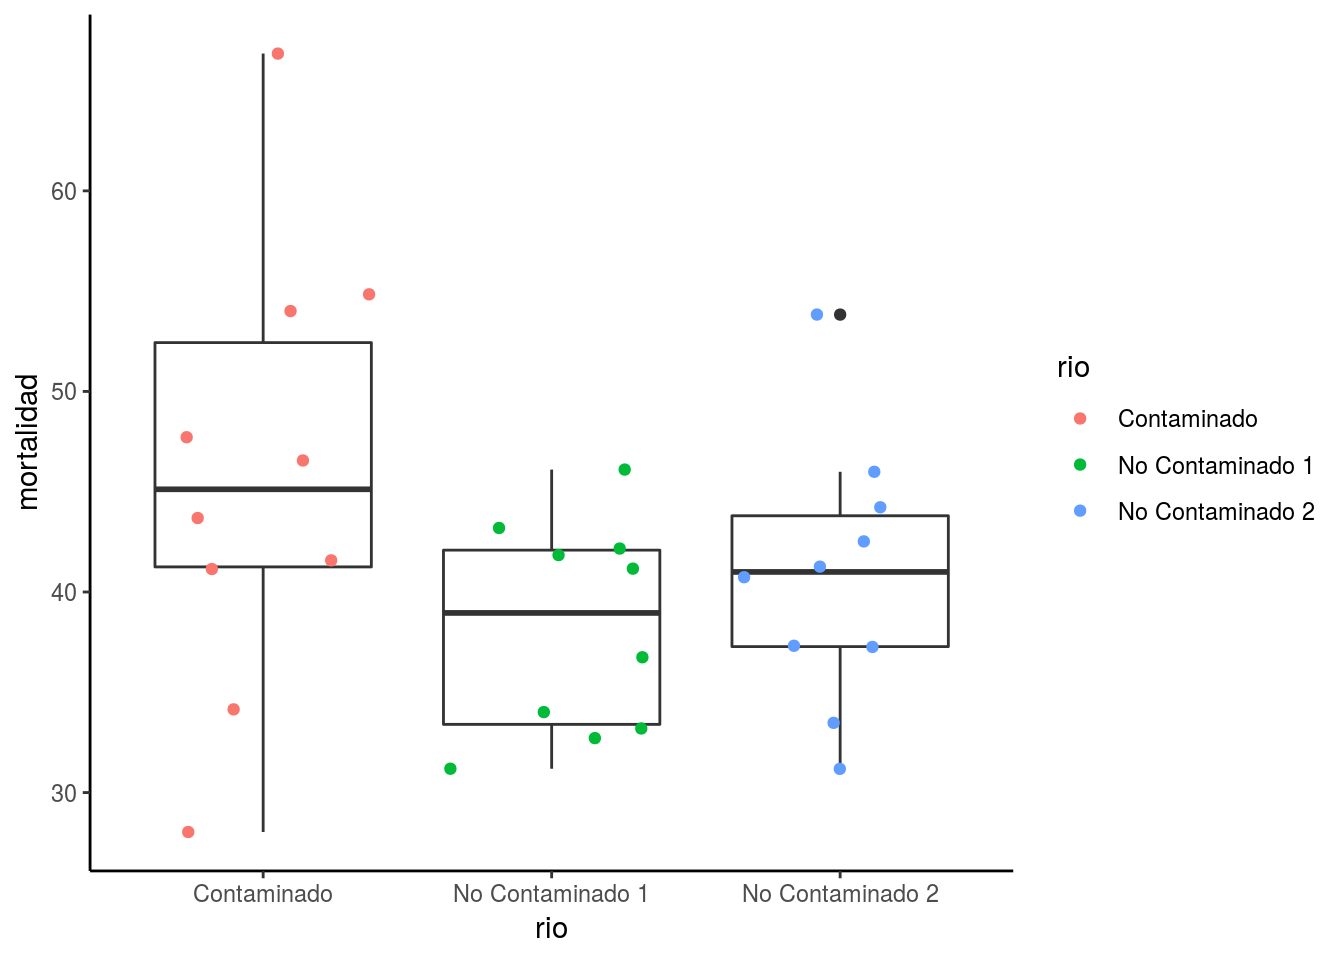 mortalidad
60
50
40
30
Contaminado
No Contaminado 1
No Contaminado 2
rio
rio
Contaminado
No Contaminado 1
No Contaminado 2